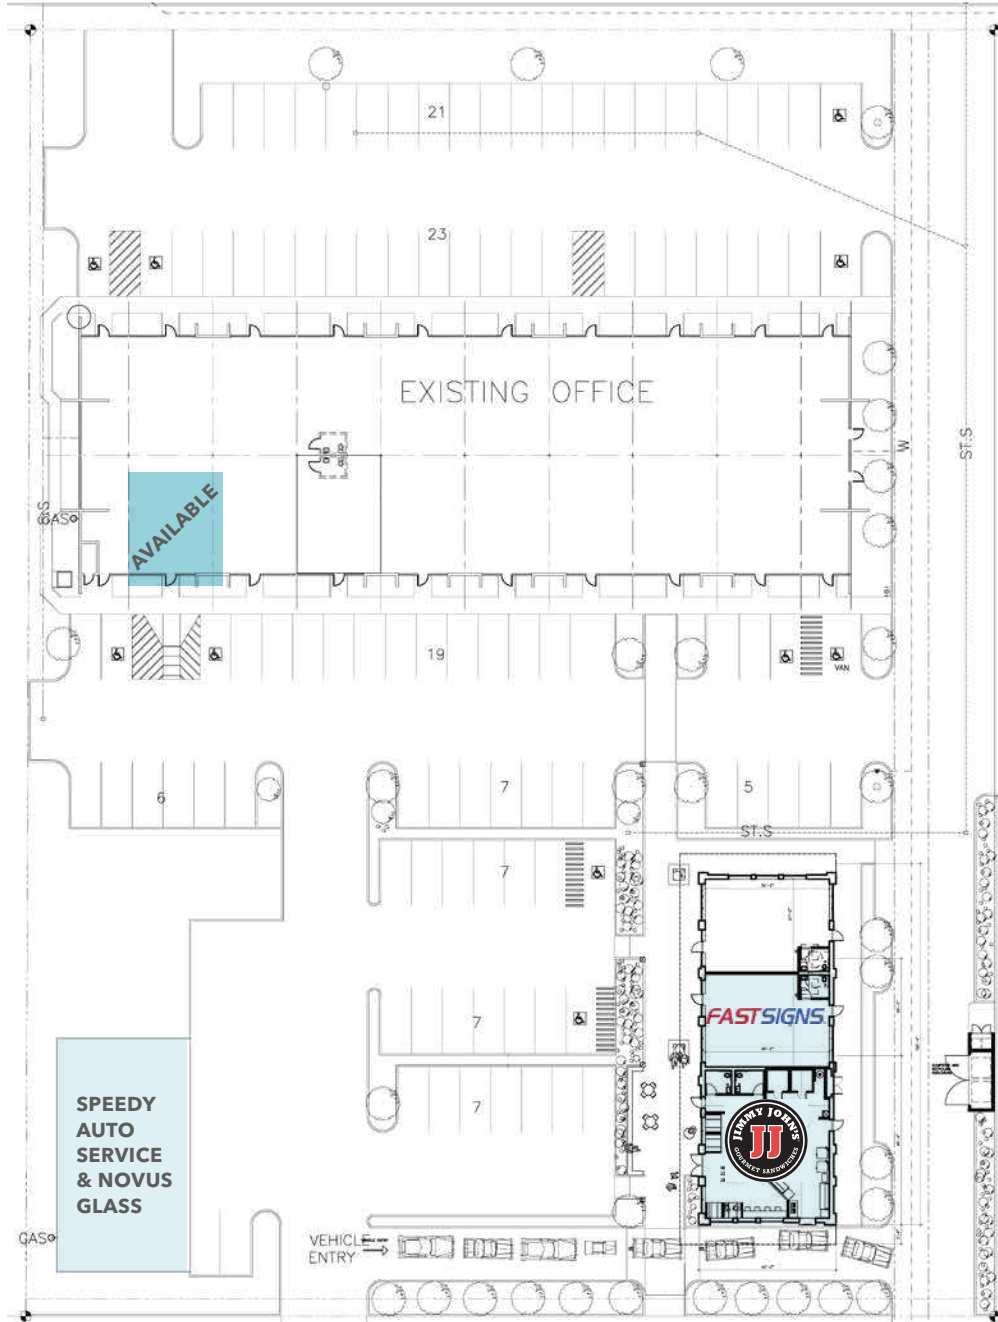 21
23
EXISTING OFFICE
W
ST.S
GAS
AVAILABLE
19
VAN
6
7
5
ST.S
7
7
FASTSIGNS
7
SPEEDY
AUTO
SERVICE
& NOVUS
GLASS
JIMMY JOHN'S
JJ
GOURMET SANDWICHES
GAS
VEHICLE
ENTRY